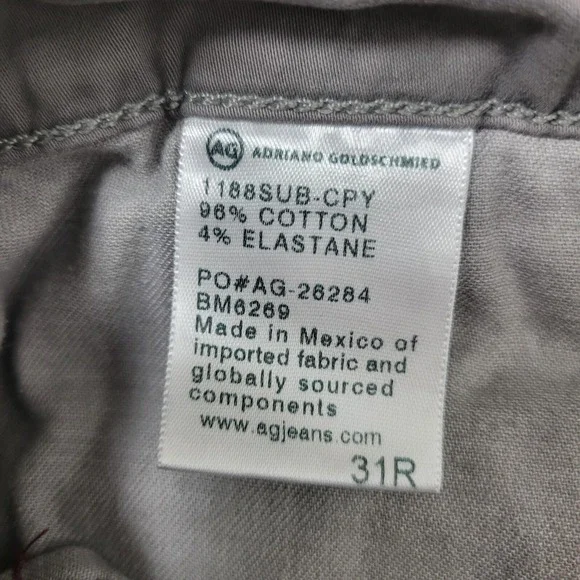 AG ADRIANO GOLDSCHMIED
1188SUB-CPY
96% COTTON
4% ELASTANE
PO#AG-26284
BM6269
Made in Mexico of
imported fabric and
globally sourced
components
www.agjeans.com
31R